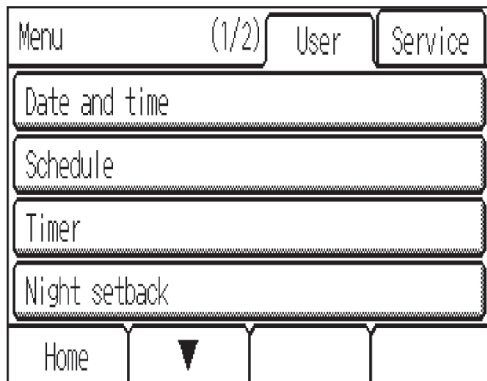 Menu (1/2) User Service
Date and time
Schedule
Timer
Night setback
Home ▼